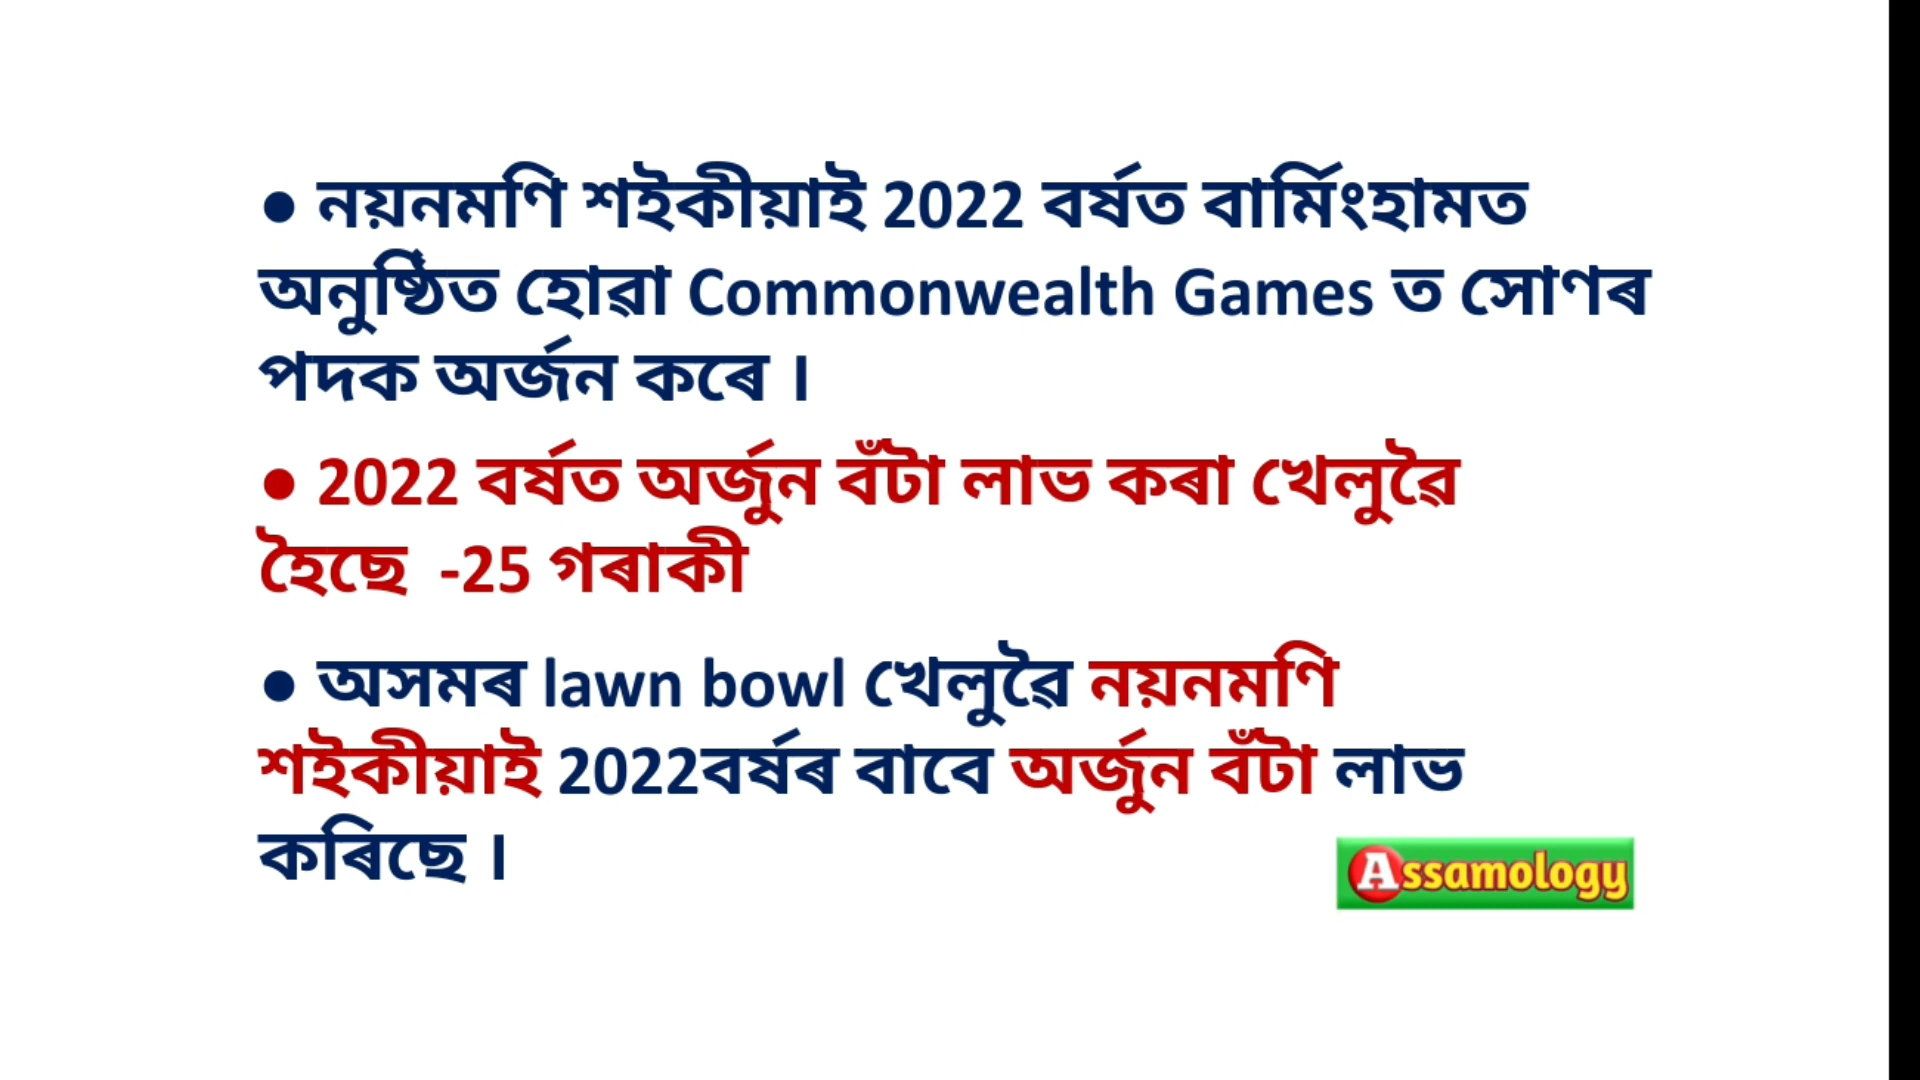 ● নয়নমণি শইকীয়াই 2022 বৰ্ষত বাৰ্মিংহামত
অনুষ্ঠিত হোৱা Commonwealth Games ত সোণৰ
পদক অৰ্জন কৰে ।
● 2022 বৰ্ষত অৰ্জুন বঁটা লাভ কৰা খেলুৱৈ
হৈছে -25 গৰাকী
● অসমৰ lawn bowl খেলুৱৈ নয়নমণি
শইকীয়াই 2022বৰ্ষৰ বাবে অৰ্জুন বঁটা লাভ
কৰিছে ।
Assamology